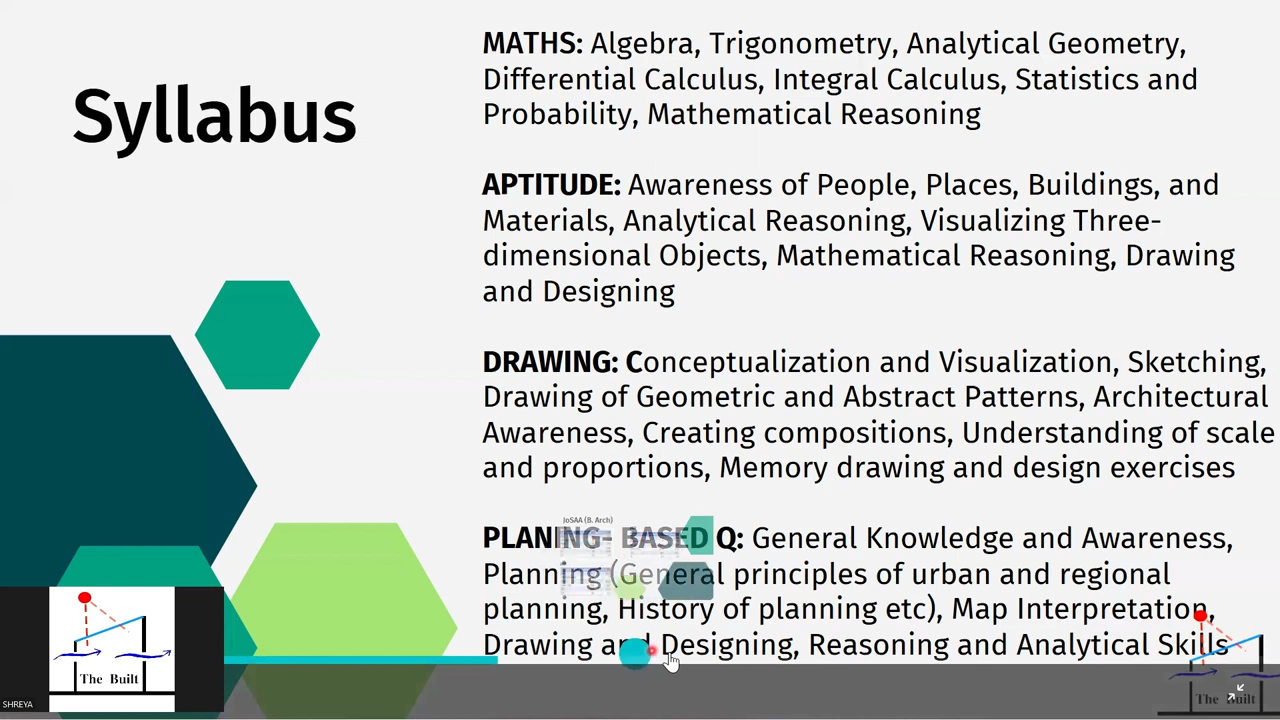 Syllabus
MATHS: Algebra, Trigonometry, Analytical Geometry,
Differential Calculus, Integral Calculus, Statistics and
Probability, Mathematical Reasoning
APTITUDE: Awareness of People, Places, Buildings, and
Materials, Analytical Reasoning, Visualizing Three-
dimensional Objects, Mathematical Reasoning, Drawing
and Designing
DRAWING: Conceptualization and Visualization, Sketching,
Drawing of Geometric and Abstract Patterns, Architectural
Awareness, Creating compositions, Understanding of scale
and proportions, Memory drawing and design exercises
JoSAA (B. Arch)
PLANING- BASED Q: General Knowledge and Awareness,
Planning (General principles of urban and regional
planning, History of planning etc), Map Interpretation,
Drawing and Designing, Reasoning and Analytical Skills
The Built
SHREYA
The Built